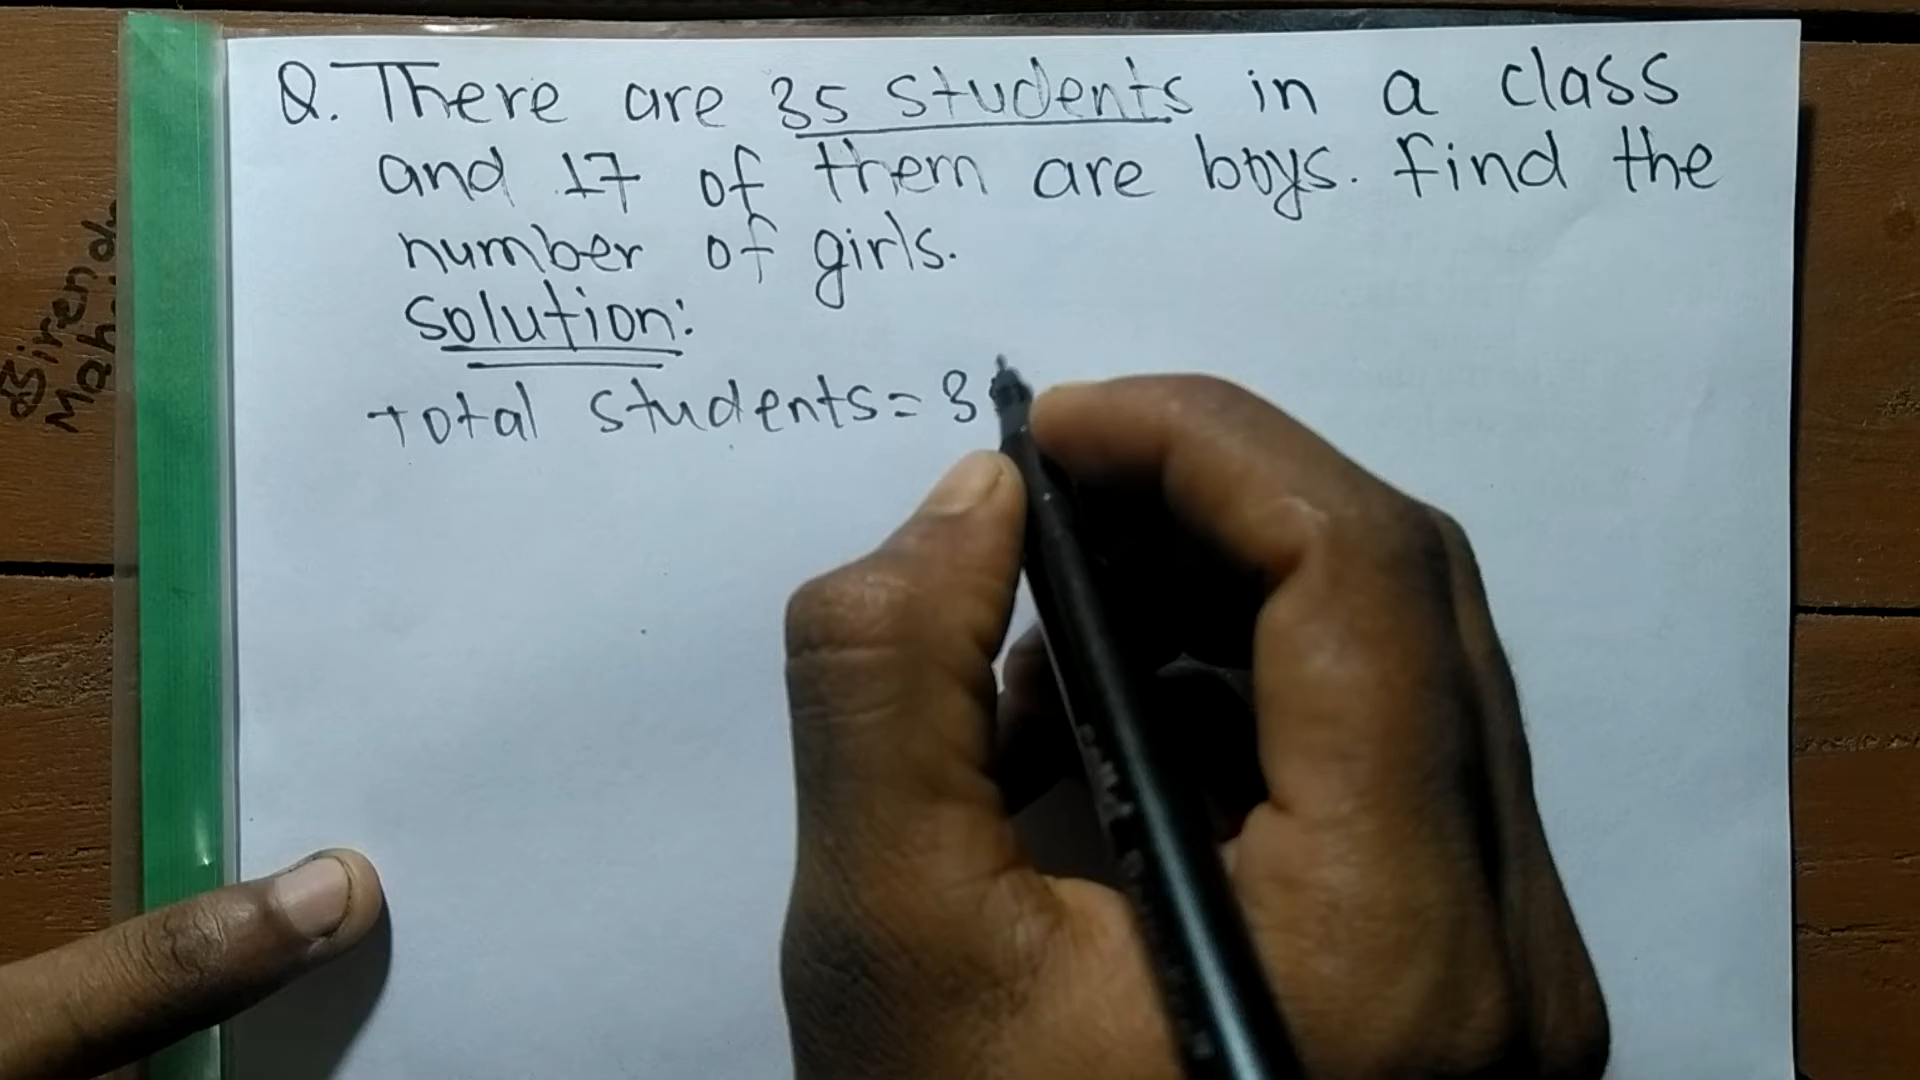 Q. There are 35 students in a class
and 17 of them are boys. find the
number of girls.
Solution:
Total students = 3
Biren